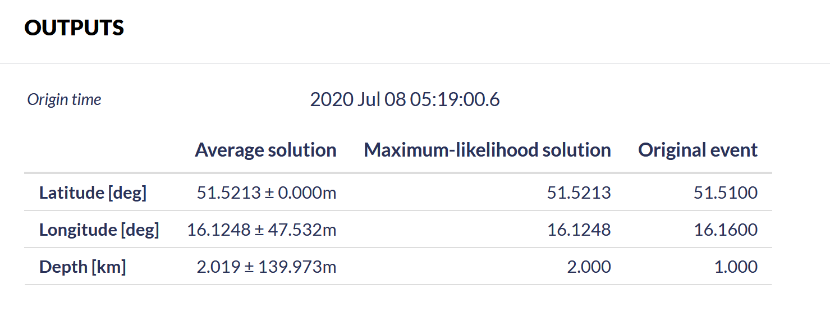 OUTPUTS
Origin time 2020 Jul 08 05:19:00.6
Average solution Maximum-likelihood solution Original event
Latitude [deg] 51.5213 ± 0.000m 51.5213 51.5100
Longitude [deg] 16.1248 ± 47.532m 16.1248 16.1600
Depth [km] 2.019 ± 139.973m 2.000 1.000